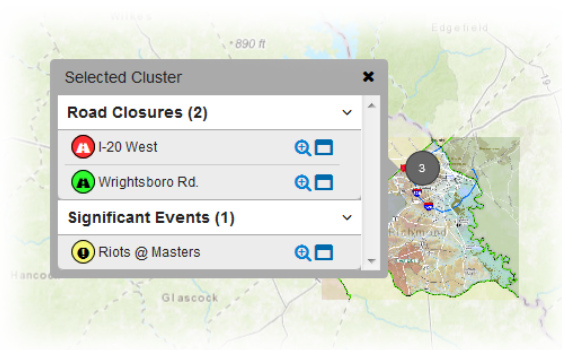 Edgefield
890 ft
Selected Cluster
Road Closures (2)
I-20 West
3
Wrightsboro Rd.
Significant Events (1)
Richmond
Riots @ Masters
Glascock